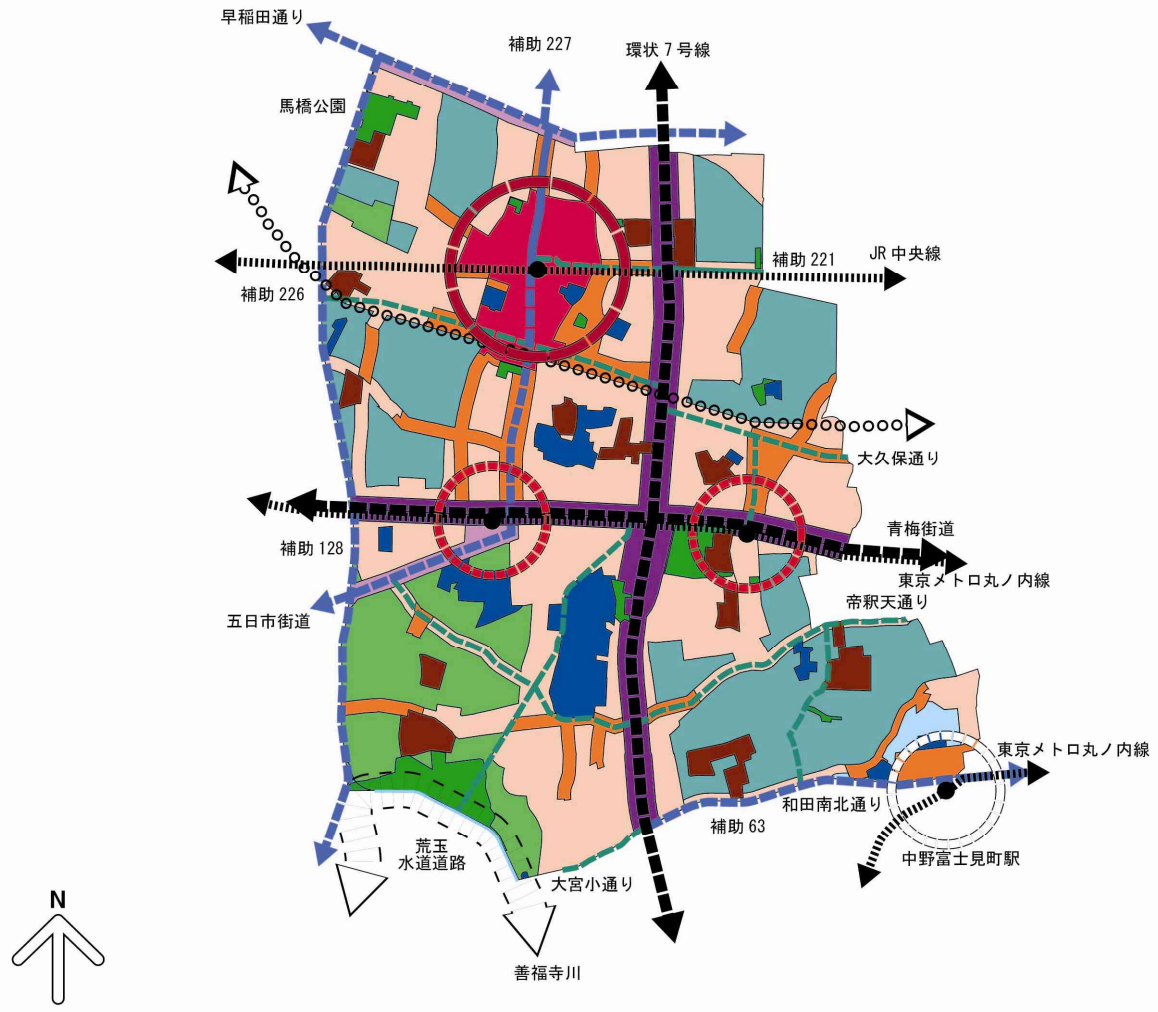 早稲田通り
補助 227
環状７号線
馬橋公園
JR 中央線
補助 221
補助 226
大久保通り
青梅街道
補助 128
東京メトロ丸ノ内線
帝釈天通り
五日市街道
東京メトロ丸ノ内線
和田南北通り
補助 63
荒玉
水道道路
中野富士見町駅
大宮小通り
N
善福寺川